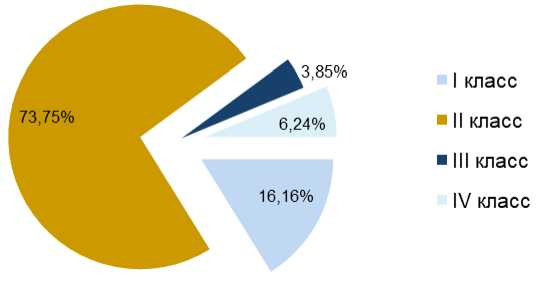 3,85%
73,75%
6,24%
16,16%
I класс
II класс
III класс
IV класс